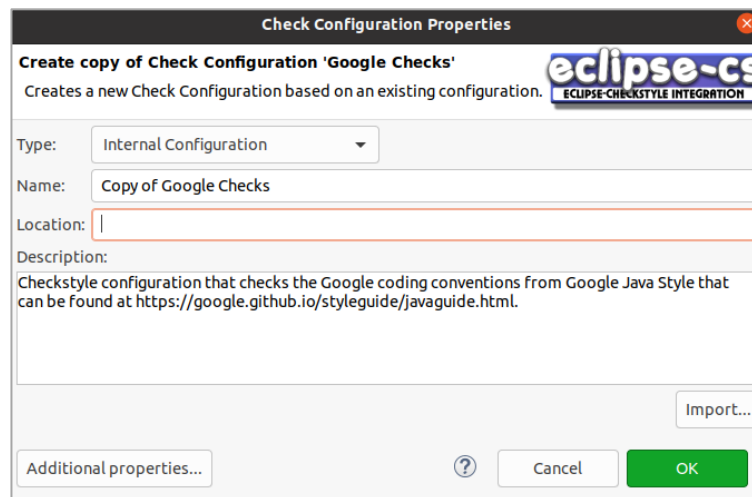 Check Configuration Properties
Create copy of Check Configuration 'Google Checks'
Creates a new Check Configuration based on an existing configuration.
eclipse-cs
ECLIPSE-CHECKSTYLE INTEGRATION
Type: Internal Configuration
Name: Copy of Google Checks
Location:
Description:
Checkstyle configuration that checks the Google coding conventions from Google Java Style that
can be found at https://google.github.io/styleguide/javaguide.html.
Import...
Additional properties... ? Cancel OK